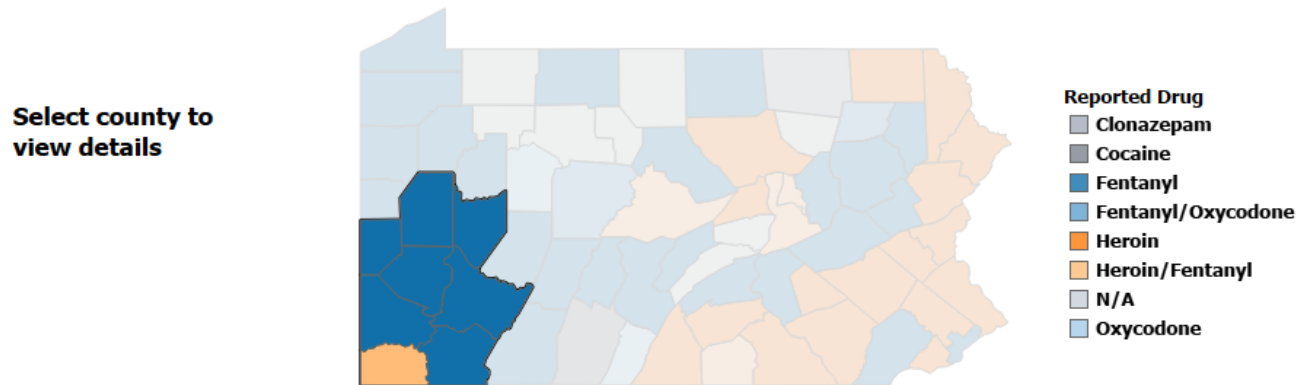 Select county to
view details
Reported Drug
Clonazepam
Cocaine
Fentanyl
Fentanyl/Oxycodone
Heroin
Heroin/Fentanyl
N/A
Oxycodone